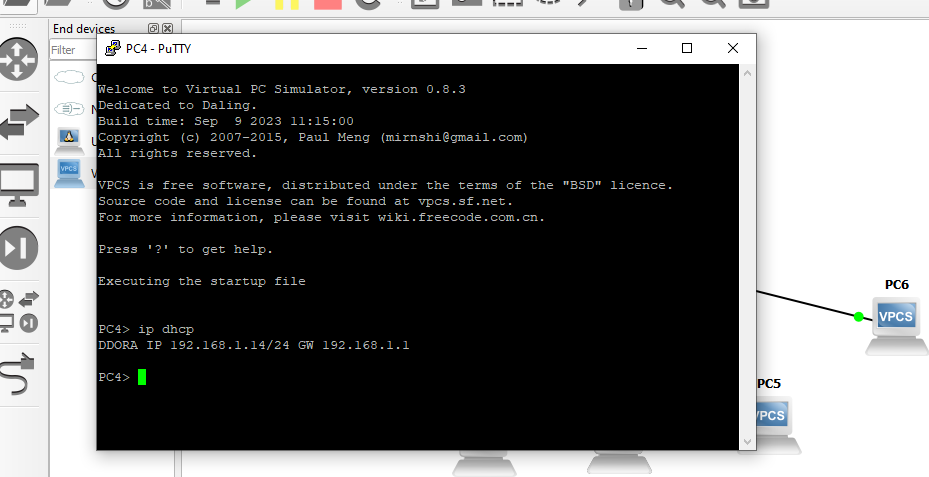 End devices
Filter
PC4 - PuTTY
Welcome to Virtual PC Simulator, version 0.8.3
Dedicated to Daling.
Build time: Sep  9 2023 11:15:00
Copyright (c) 2007-2015, Paul Meng (mirnshi@gmail.com)
All rights reserved.
VPCS is free software, distributed under the terms of the "BSD" licence.
Source code and license can be found at vpcs.sf.net.
For more information, please visit wiki.freecode.com.cn.
Press '?' to get help.
Executing the startup file
PC4> ip dhcp
DDORA IP 192.168.1.14/24 GW 192.168.1.1
PC4>
VPCS
PC6
VPCS
PC5
VPCS